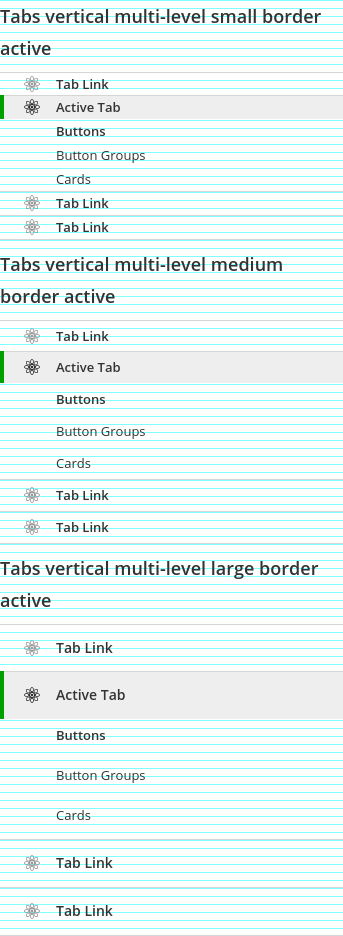 Tabs vertical multi-level small border
active
Tab Link
Active Tab
Buttons
Button Groups
Cards
Tab Link
Tab Link
Tabs vertical multi-level medium
border active
Tab Link
Active Tab
Buttons
Button Groups
Cards
Tab Link
Tab Link
Tabs vertical multi-level large border
active
Tab Link
Active Tab
Buttons
Button Groups
Cards
Tab Link
Tab Link